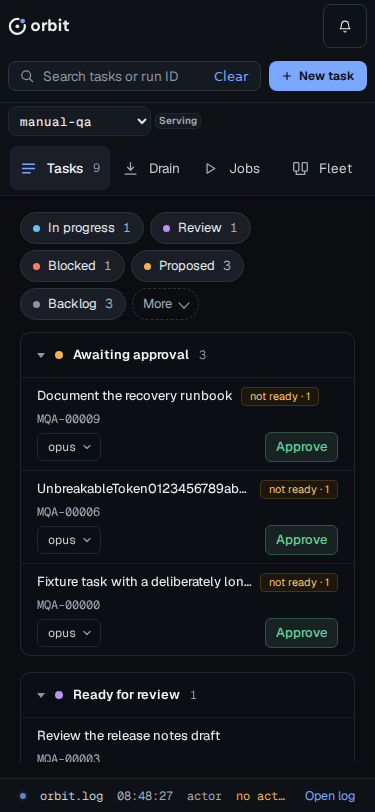 orbit
Search tasks or run ID Clear + New task
manual-qa Serving
Tasks 9 Drain Jobs Fleet
In progress 1 Review 1
Blocked 1 Proposed 3
Backlog 3 More
Awaiting approval 3
Document the recovery runbook not ready · 1
MQA-00009
opus Approve
UnbreakableToken0123456789ab… not ready · 1
MQA-00006
opus Approve
Fixture task with a deliberately lon… not ready · 1
MQA-00000
opus Approve
Ready for review 1
Review the release notes draft
MQA-00003
orbit.log 08:48:27 actor no act… Open log